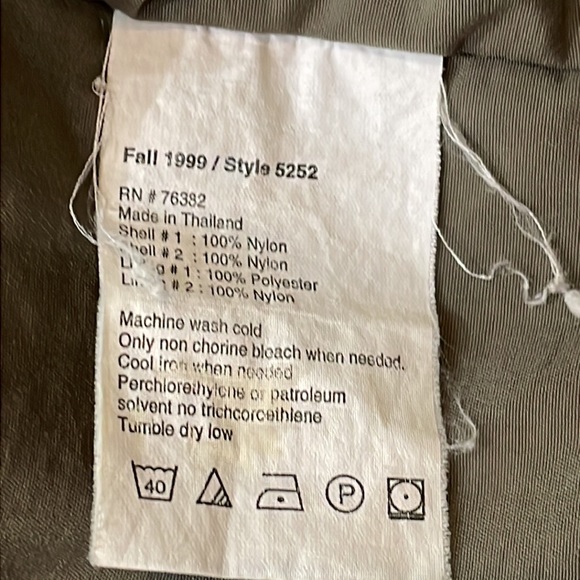 Fall 1999 / Style 5252
RN # 76382
Made in Thailand
Shell # 1 : 100% Nylon
Shell # 2 : 100% Nylon
# 1 : 100% Polyester
# 2 : 100% Nylon
Machine wash cold
Only non chorine bleach when needed.
Cool iron when needed
Perchlorethylene or patroleum
solvent no trichcorcethlene
Tumble dry low
40
P